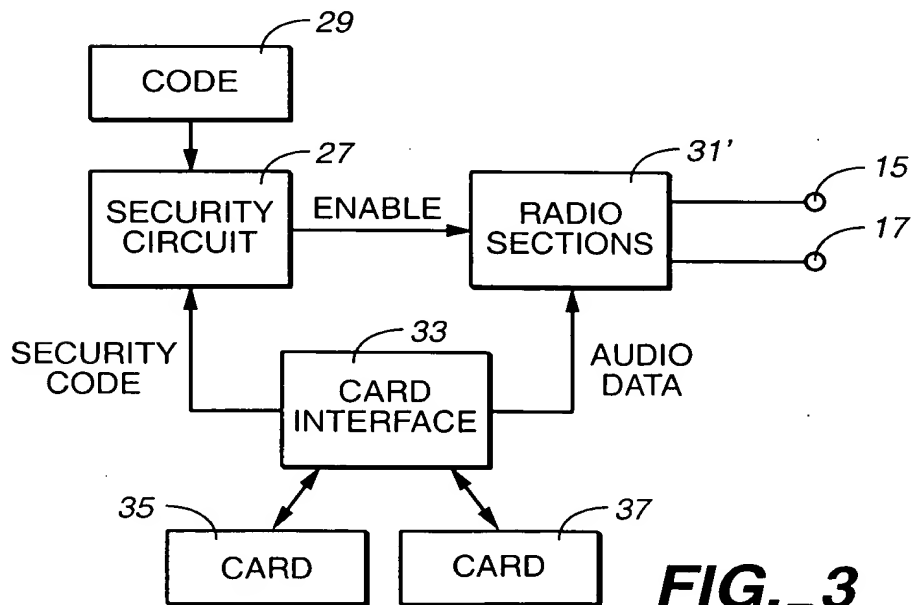 29
CODE
27
31'
15
SECURITY
CIRCUIT
ENABLE
RADIO
SECTIONS
17
SECURITY
CODE
33
CARD
INTERFACE
AUDIO
DATA
35
CARD
37
CARD
FIG._3